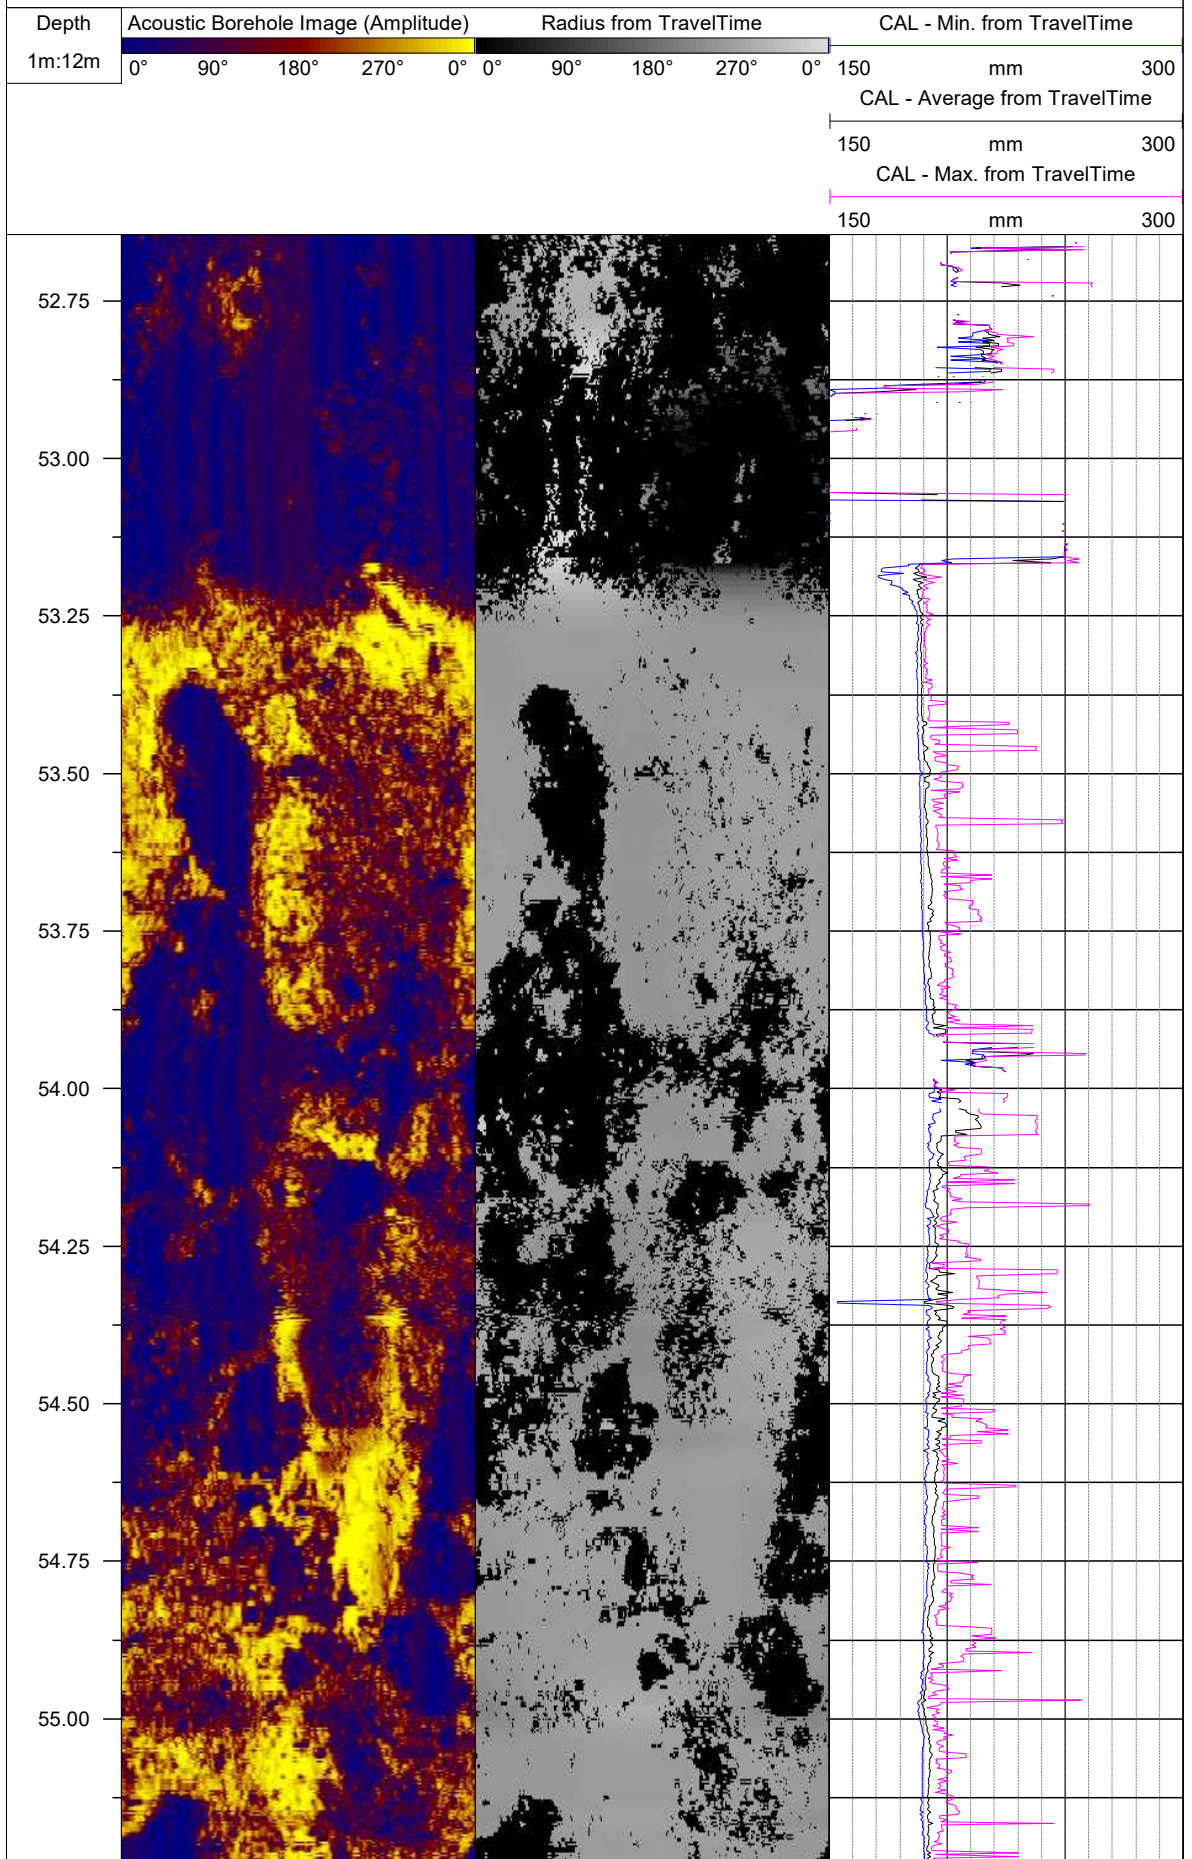 Depth
1m:12m
Acoustic Borehole Image (Amplitude)
0° 90° 180° 270° 0°
Radius from TravelTime
0° 90° 180° 270° 0°
CAL - Min. from TravelTime
150 mm 300
CAL - Average from TravelTime
150 mm 300
CAL - Max. from TravelTime
150 mm 300
52.75
53.00
53.25
53.50
53.75
54.00
54.25
54.50
54.75
55.00